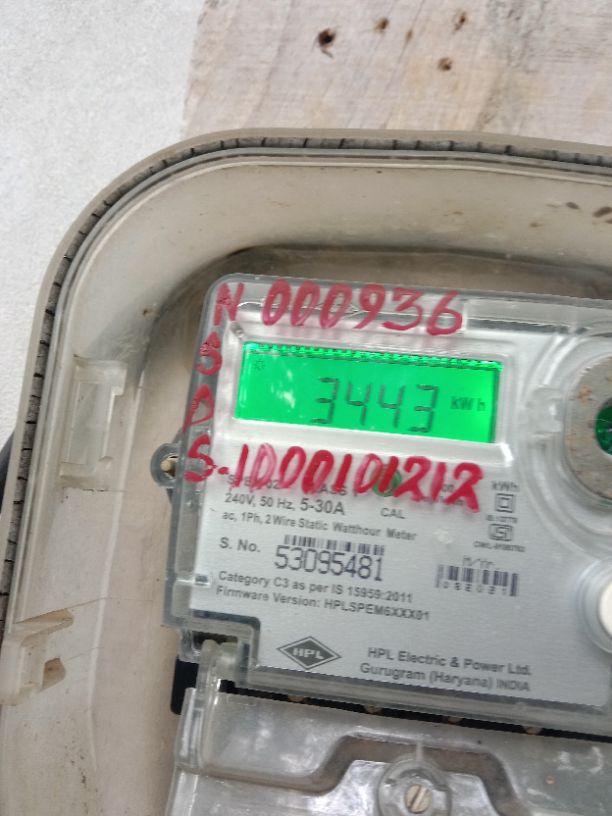 N 000936
B
D
S-1000101212
3443 kWh
240V, 50 Hz, 5-30A
CAL
kWh
ac, 1Ph, 2 Wire Static Watthour Meter
S. No. 53095481
Category C3 as per IS 15959:2011
Firmware Version: HPLSPEM6XXX01
HPL
HPL Electric & Power Ltd.
Gurugram (Haryana) INDIA